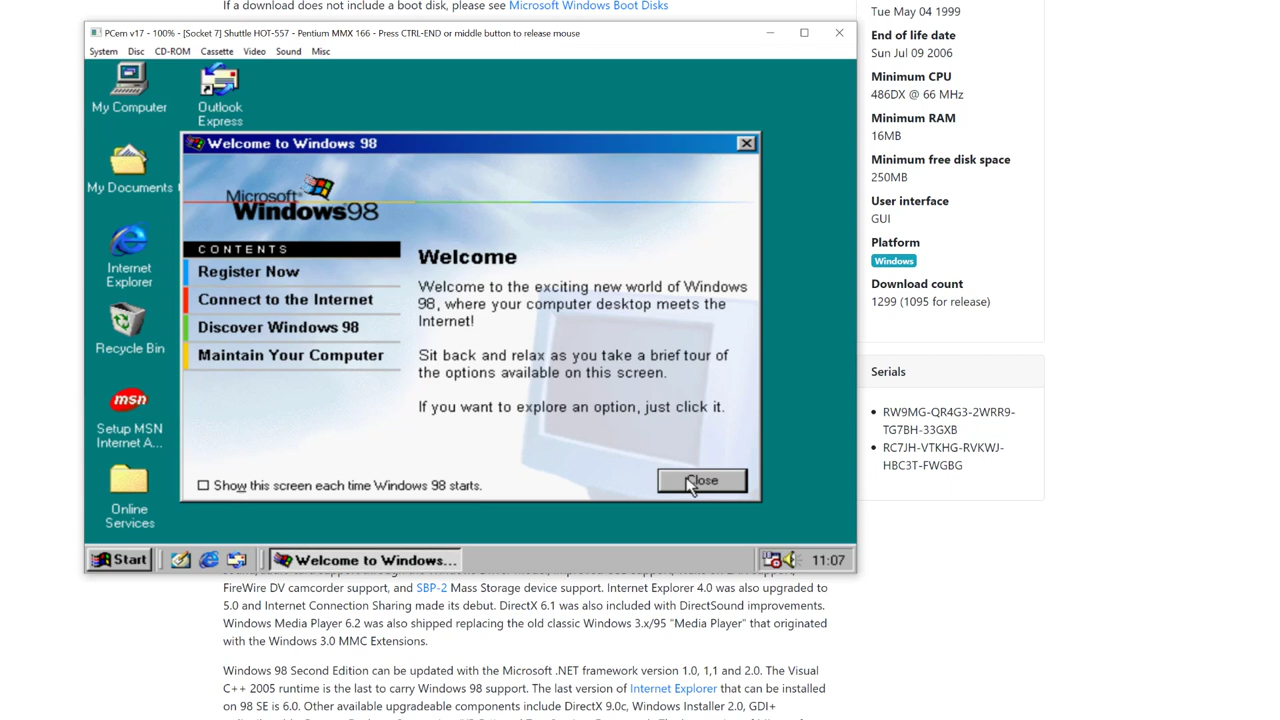 If a download does not include a boot disk, please see Microsoft Windows Boot Disks
PCem v17 - 100% - [Socket 7] Shuttle HOT-557 - Pentium MMX 166 - Press CTRL-END or middle button to release mouse
System Disc CD-ROM Cassette Video Sound Misc
My Computer
Outlook
Express
My Documents
Internet
Explorer
Recycle Bin
msn
Setup MSN
Internet A...
Online
Services
Welcome to Windows 98
Microsoft
Windows98
CONTENTS
Register Now
Connect to the Internet
Discover Windows 98
Maintain Your Computer
Welcome
Welcome to the exciting new world of Windows
98, where your computer desktop meets the
Internet!
Sit back and relax as you take a brief tour of
the options available on this screen.
If you want to explore an option, just click it.
Show this screen each time Windows 98 starts.
Close
Start
Welcome to Windows...
11:07
FireWire DV camcorder support, and SBP-2 Mass Storage device support. Internet Explorer 4.0 was also upgraded to
5.0 and Internet Connection Sharing made its debut. DirectX 6.1 was also included with DirectSound improvements.
Windows Media Player 6.2 was also shipped replacing the old classic Windows 3.x/95 "Media Player" that originated
with the Windows 3.0 MMC Extensions.
Windows 98 Second Edition can be updated with the Microsoft .NET framework version 1.0, 1,1 and 2.0. The Visual
C++ 2005 runtime is the last to carry Windows 98 support. The last version of Internet Explorer that can be installed
on 98 SE is 6.0. Other available upgradeable components include DirectX 9.0c, Windows Installer 2.0, GDI+
Tue May 04 1999
End of life date
Sun Jul 09 2006
Minimum CPU
486DX @ 66 MHz
Minimum RAM
16MB
Minimum free disk space
250MB
User interface
GUI
Platform
Windows
Download count
1299 (1095 for release)
Serials
RW9MG-QR4G3-2WRR9-
TG7BH-33GXB
RC7JH-VTKHG-RVKWJ-
HBC3T-FWGBG